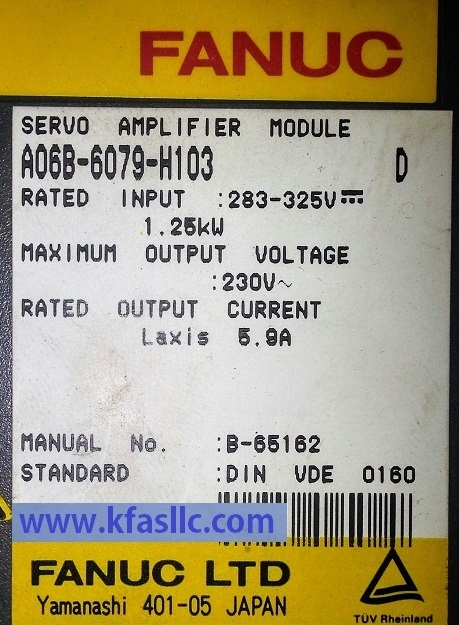 FANUC
SERVO AMPLIFIER MODULE
A06B-6079-H103 D
RATED INPUT :283-325V⎓
1.25kW
MAXIMUM OUTPUT VOLTAGE
:230V~
RATED OUTPUT CURRENT
Laxis 5.9A
MANUAL No. :B-65162
STANDARD :DIN VDE 0160
www.kfasllc.com
FANUC LTD
Yamanashi 401-05 JAPAN
TÜV Rheinland